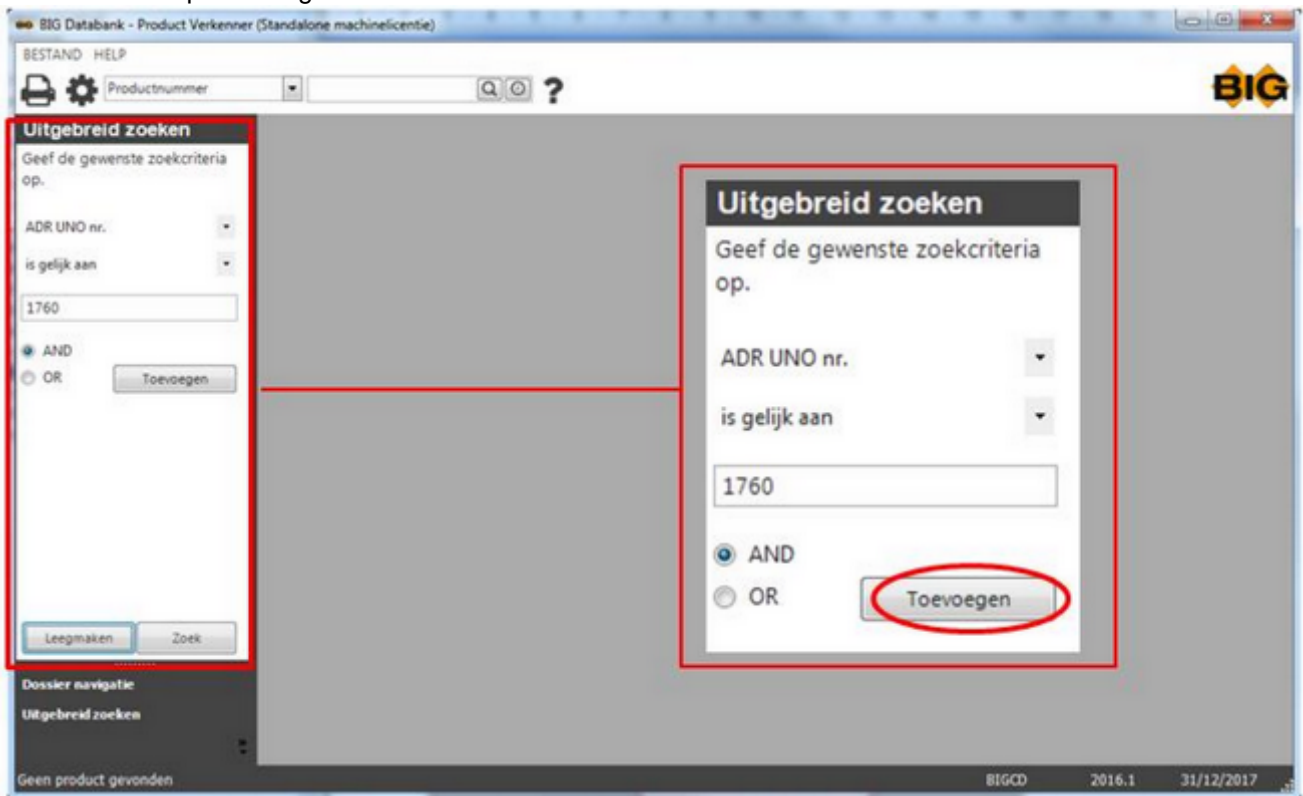 BIG Databank - Product Verkenner (Standalone machinelicentie)
BESTAND HELP
Productnummer
?
BIG
Uitgebreid zoeken
Geef de gewenste zoekcriteria
op.
ADR UNO nr.
is gelijk aan
1760
AND
OR
Toevoegen
Leegmaken
Zoek
Dossier navigatie
Uitgebreid zoeken
Geen product gevonden
Uitgebreid zoeken
Geef de gewenste zoekcriteria
op.
ADR UNO nr.
is gelijk aan
1760
AND
OR
Toevoegen
BIGCD 2016.1 31/12/2017